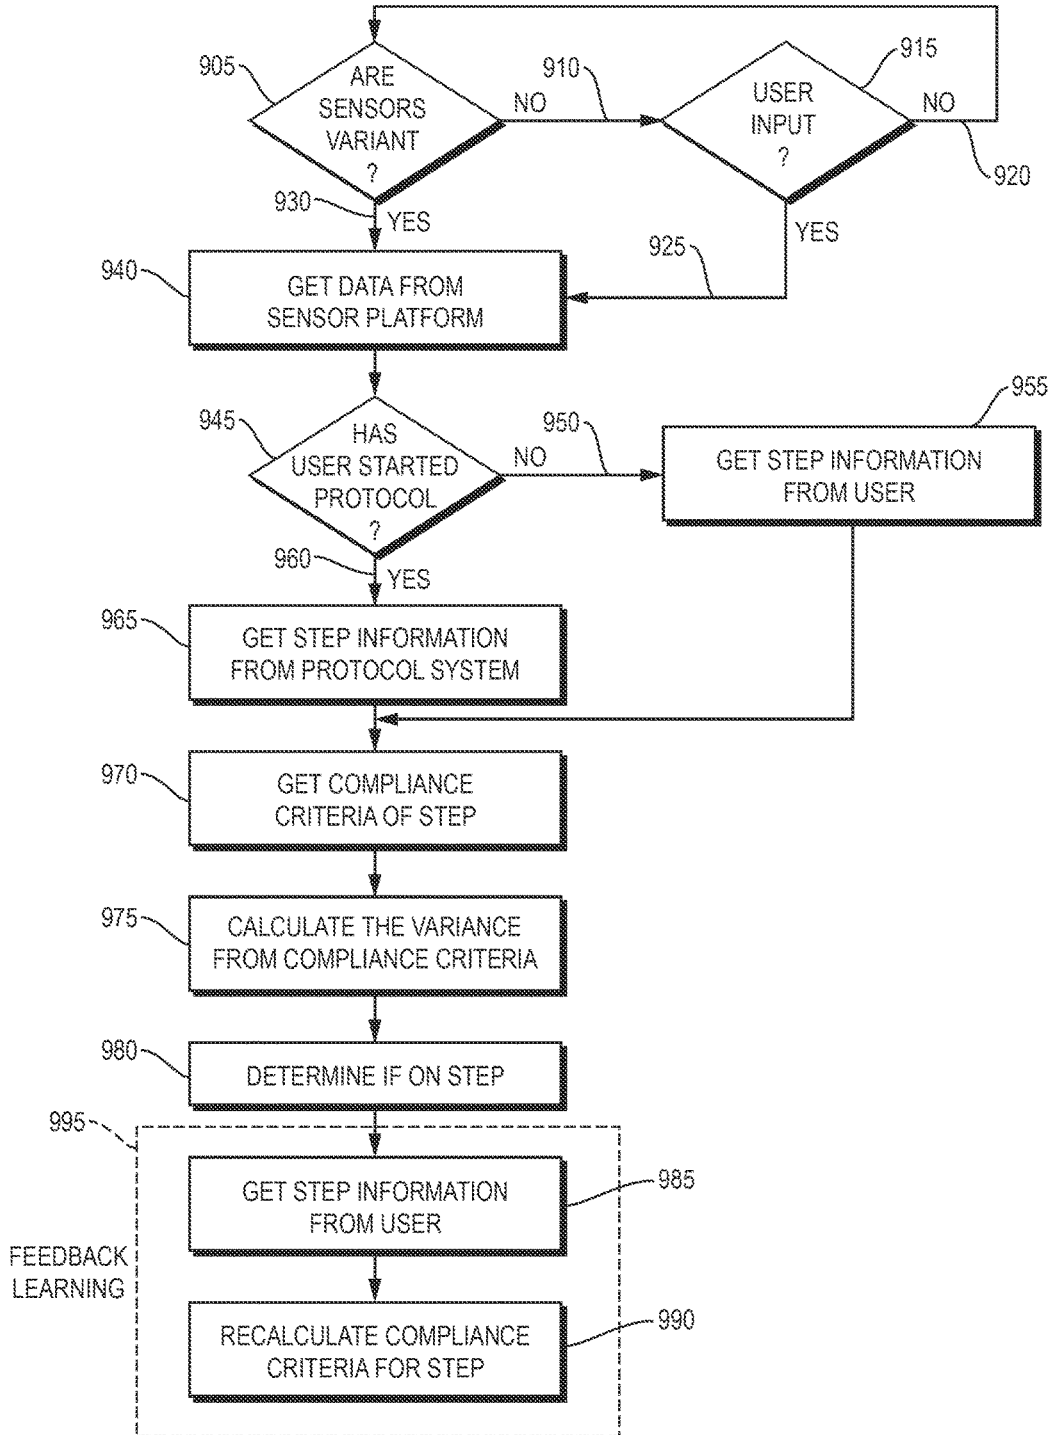 905
ARE
SENSORS
VARIANT
?
NO
910
USER
INPUT
?
915
NO
920
930
YES
YES
925
940
GET DATA FROM
SENSOR PLATFORM
945
HAS
USER STARTED
PROTOCOL
?
NO
950
955
GET STEP INFORMATION
FROM USER
960
YES
965
GET STEP INFORMATION
FROM PROTOCOL SYSTEM
970
GET COMPLIANCE
CRITERIA OF STEP
975
CALCULATE THE VARIANCE
FROM COMPLIANCE CRITERIA
980
DETERMINE IF ON STEP
995
GET STEP INFORMATION
FROM USER
985
FEEDBACK
LEARNING
RECALCULATE COMPLIANCE
CRITERIA FOR STEP
990